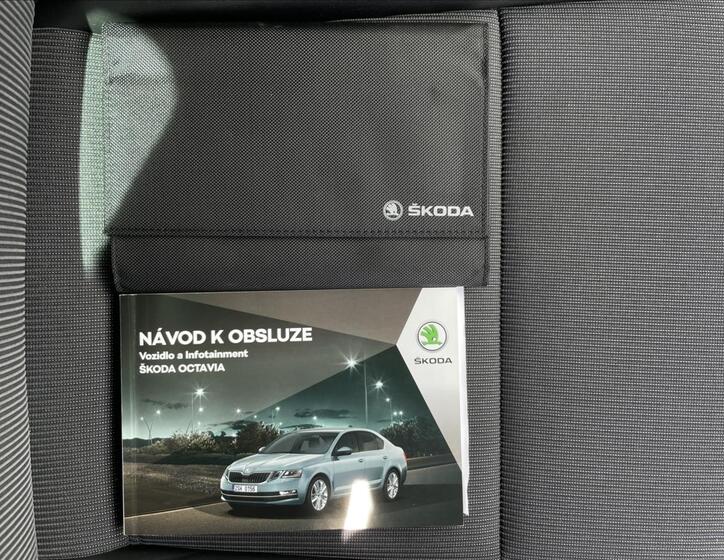 ŠKODA
NÁVOD K OBSLUZE
Vozidlo a Infotainment
ŠKODA OCTAVIA
ŠKODA